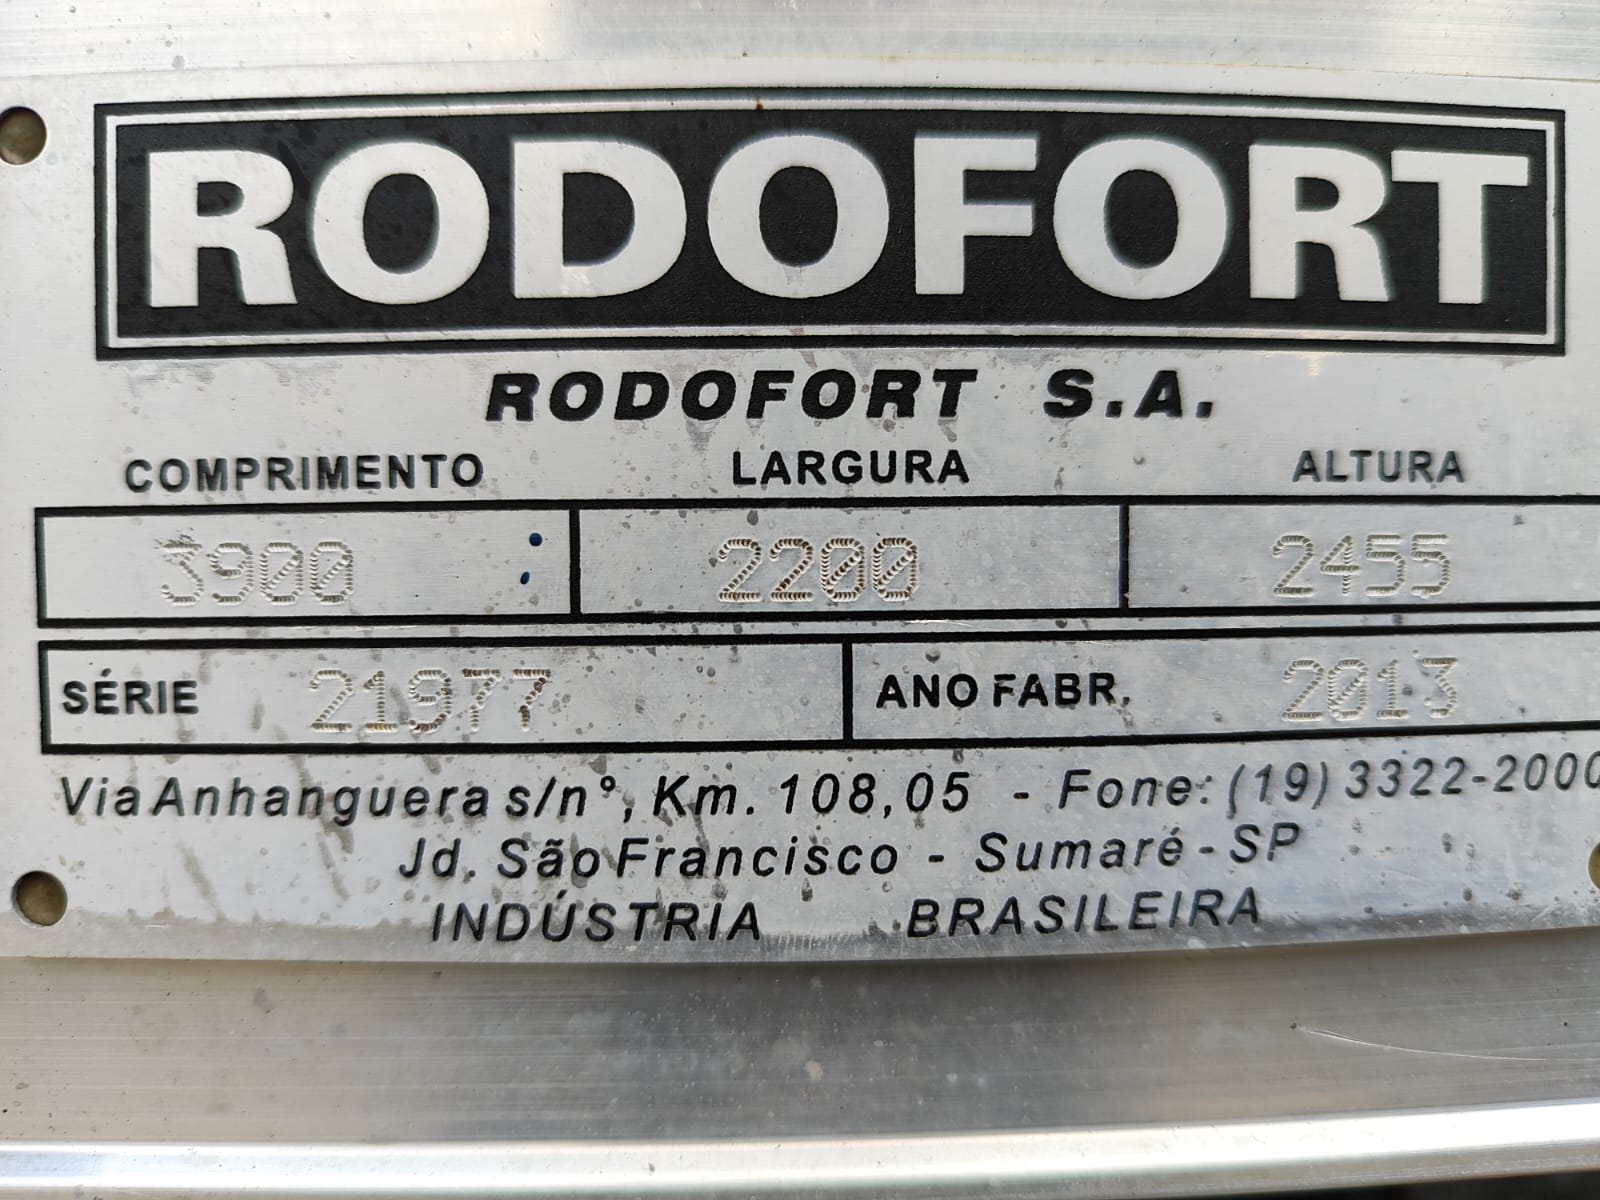 RODOFORT
RODOFORT S.A.
COMPRIMENTO LARGURA ALTURA
3900 2200 2455
SÉRIE 21977 ANO FABR. 2013
Via Anhanguera s/nº, Km. 108,05 - Fone: (19) 3322-2000
Jd. São Francisco - Sumaré - SP
INDÚSTRIA BRASILEIRA